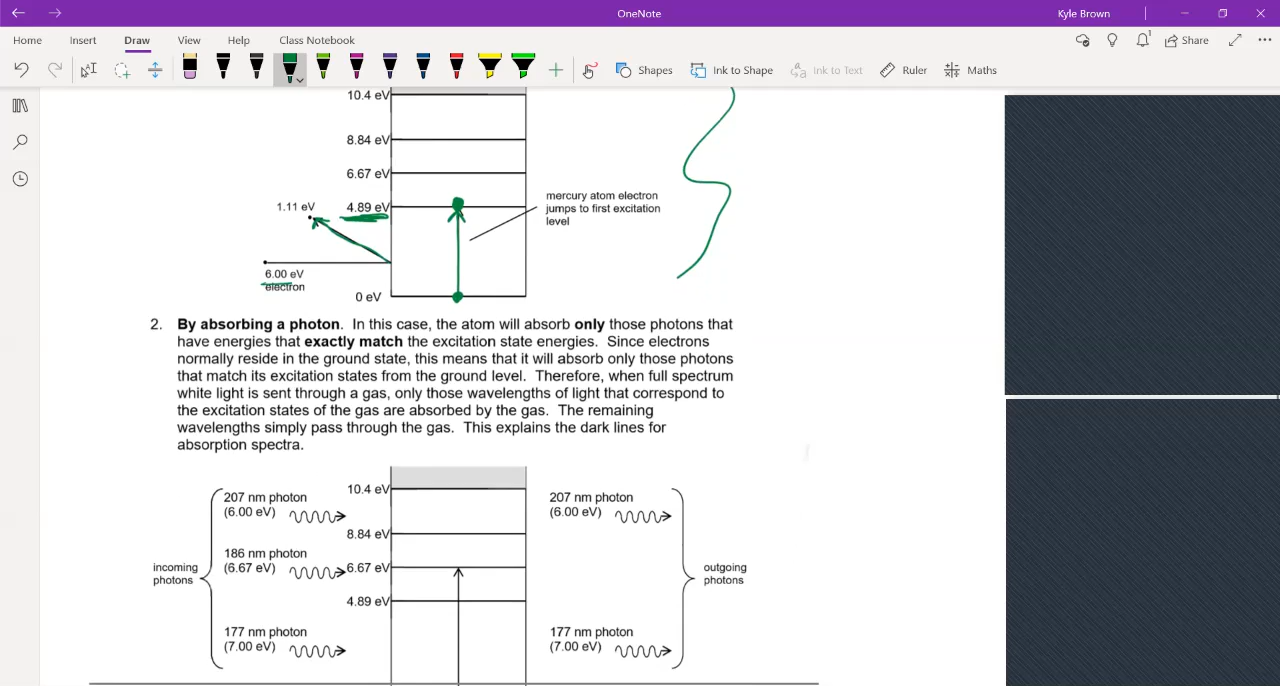 OneNote
Kyle Brown
Home Insert Draw View Help Class Notebook
1
Share
Shapes
Ink to Shape
Ink to Text
Ruler
Maths
10.4 eV
8.84 eV
6.67 eV
4.89 eV
1.11 eV
mercury atom electron
jumps to first excitation
level
6.00 eV
electron
0 eV
2. By absorbing a photon. In this case, the atom will absorb only those photons that
have energies that exactly match the excitation state energies. Since electrons
normally reside in the ground state, this means that it will absorb only those photons
that match its excitation states from the ground level. Therefore, when full spectrum
white light is sent through a gas, only those wavelengths of light that correspond to
the excitation states of the gas are absorbed by the gas. The remaining
wavelengths simply pass through the gas. This explains the dark lines for
absorption spectra.
incoming
photons
207 nm photon
(6.00 eV)
186 nm photon
(6.67 eV)
177 nm photon
(7.00 eV)
10.4 eV
8.84 eV
6.67 eV
4.89 eV
207 nm photon
(6.00 eV)
177 nm photon
(7.00 eV)
outgoing
photons